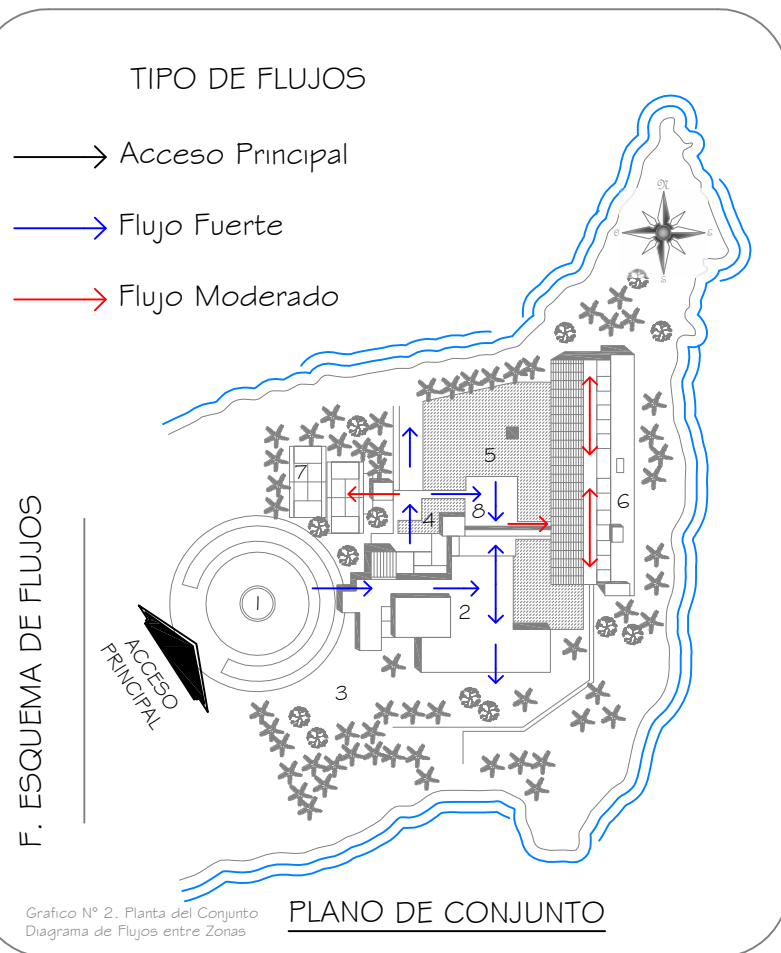 TIPO DE FLUJOS
Acceso Principal
Flujo Fuerte
Flujo Moderado
N
O
E
S
7
5
6
8
4
1
2
3
ACCESO
PRINCIPAL
F. ESQUEMA DE FLUJOS
Grafico N° 2. Planta del Conjunto
Diagrama de Flujos entre Zonas
PLANO DE CONJUNTO